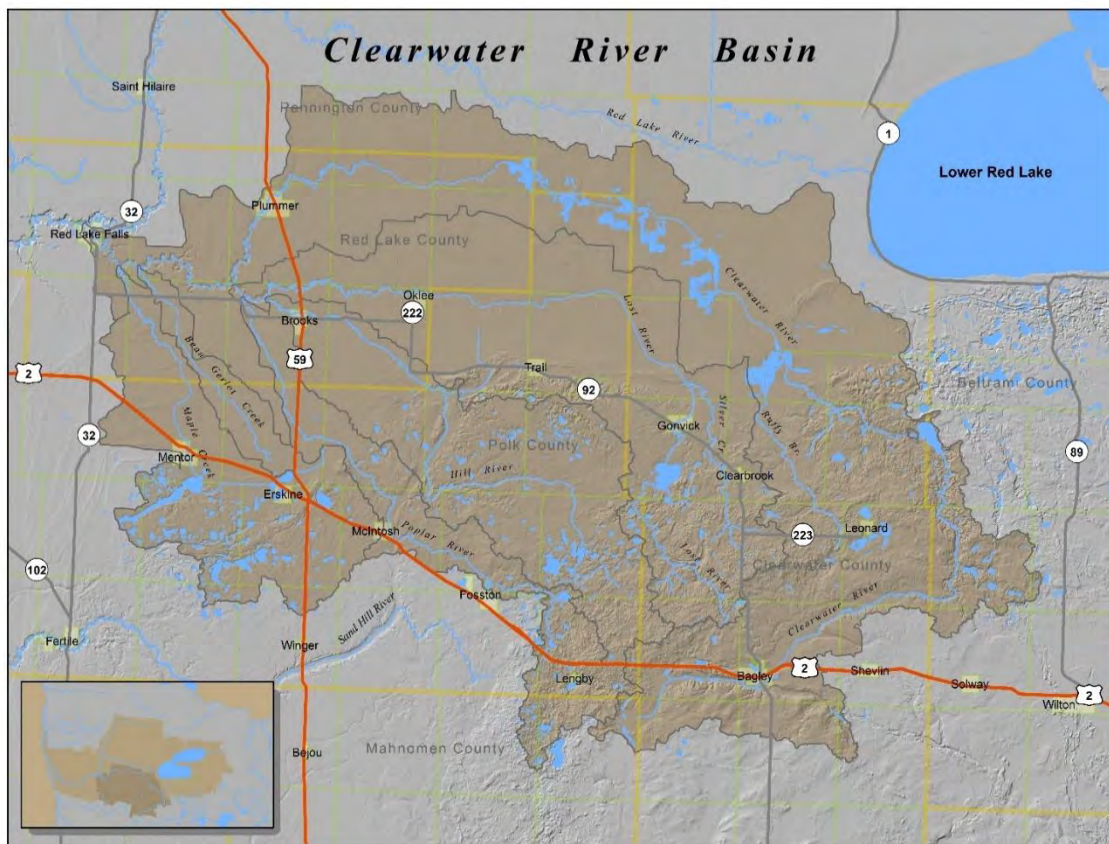 Clearwater River Basin
Saint Hilaire
Pennington County
Red Lake River
1
Lower Red Lake
32
Plummer
Red Lake Falls
Red Lake County
Clearwater River
Lost River
Oklee
222
Brooks
59
Beau Gerlot Creek
2
Trail
92
Beltrami County
Maple Creek
32
Gonvick
Silver Cr
Ruffy Br.
Polk County
89
Mentor
Hill River
Clearbrook
Erskine
McIntosh
Poplar River
Leonard
223
Lost River
Clearwater County
102
Fosston
Sand Hill River
Clearwater River
Fertile
Winger
Lengby
Bagley
2
Shevlin
Solway
2
Wilton
Bejou
Mahnomen County